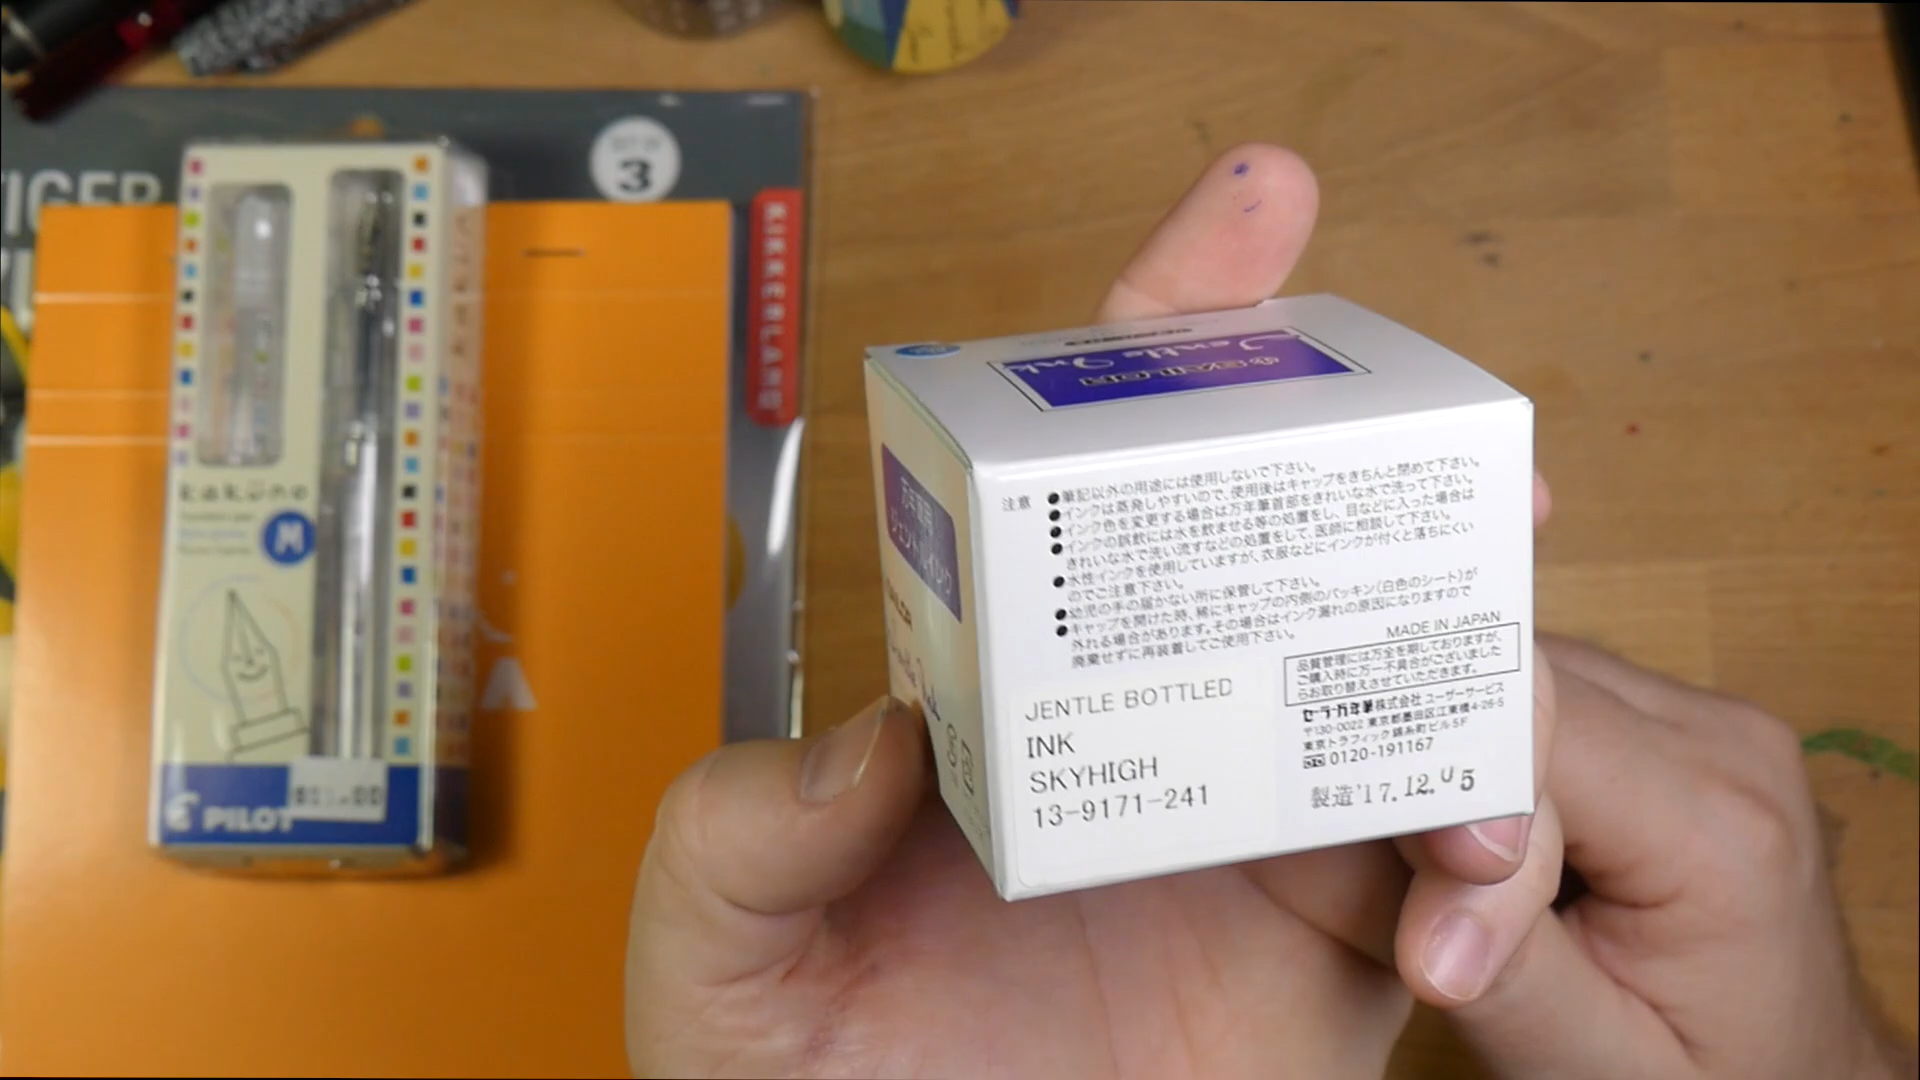 SET OF
3
KIKKERLAND
kaküno
M
PILOT
Jentle Ink
万年筆用
ジェントルインク
注意
●筆記以外の用途には使用しないで下さい。
●インクは蒸発しやすいので、使用後はキャップをきちんと閉めて下さい。
●インク色を変更する場合は万年筆首部をきれいな水で洗って下さい。
●インクの誤飲には水を飲ませる等の処置をし、目などに入った場合は
きれいな水で洗い流すなどの処置をして、医師に相談して下さい。
●水性インクを使用していますが、衣服などにインクが付くと落ちにくい
のでご注意下さい。
●幼児の手の届かない所に保管して下さい。
●キャップを開けた時、稀にキャップの内側のパッキン(白色のシート)が
外れる場合があります。その場合はインク漏れの原因になりますので
廃棄せずに再装着してご使用下さい。
MADE IN JAPAN
品質管理には万全を期しておりますが、
ご購入時に万一不具合がございました
らお取り替えさせていただきます。
セーラー万年筆株式会社 ユーザーサービス
〒130-0022 東京都墨田区江東橋4-26-5
東京トラフィック錦糸町ビル5F
0120-191167
製造'17.12.05
JENTLE BOTTLED
INK
SKYHIGH
13-9171-241